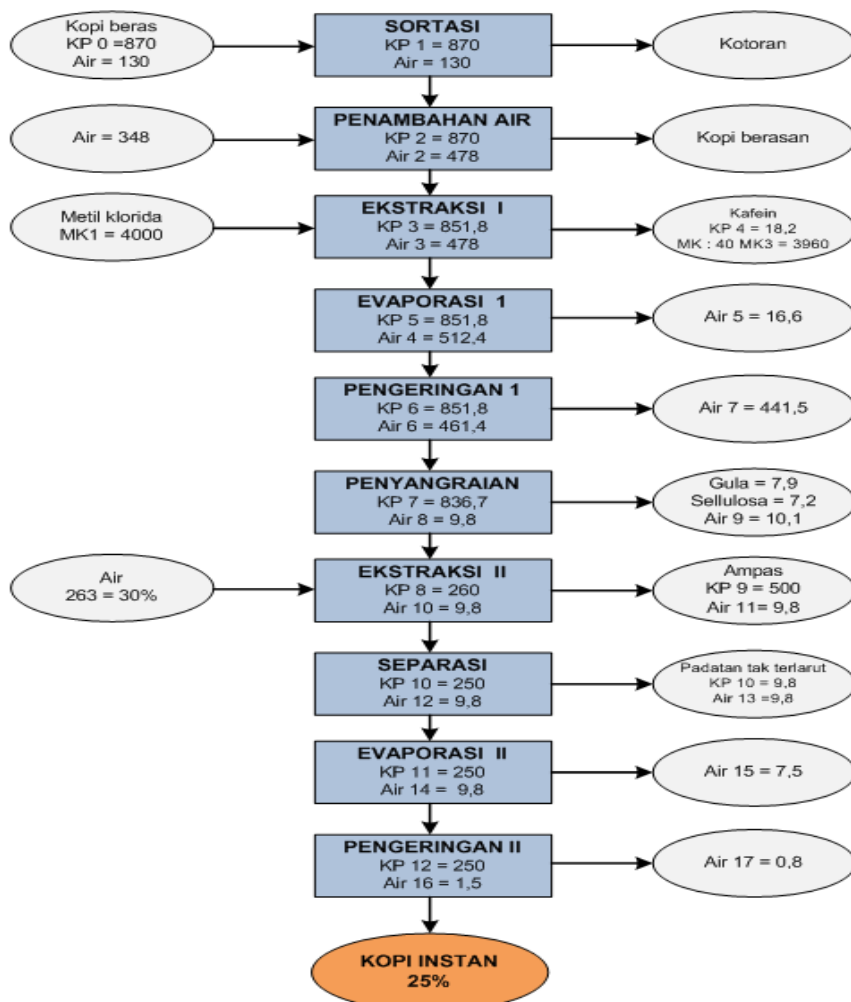 Kopi beras
KP 0 =870
Air = 130
SORTASI
KP 1 = 870
Air = 130
Kotoran
Air = 348
PENAMBAHAN AIR
KP 2 = 870
Air 2 = 478
Kopi berasan
Metil klorida
MK1 = 4000
EKSTRAKSI I
KP 3 = 851,8
Air 3 = 478
Kafein
KP 4 = 18,2
MK : 40 MK3 = 3960
EVAPORASI 1
KP 5 = 851,8
Air 4 = 512,4
Air 5 = 16,6
PENGERINGAN 1
KP 6 = 851,8
Air 6 = 461,4
Air 7 = 441,5
PENYANGRAIAN
KP 7 = 836,7
Air 8 = 9,8
Gula = 7,9
Sellulosa = 7,2
Air 9 = 10,1
Air
263 = 30%
EKSTRAKSI II
KP 8 = 260
Air 10 = 9,8
Ampas
KP 9 = 500
Air 11= 9,8
SEPARASI
KP 10 = 250
Air 12 = 9,8
Padatan tak terlarut
KP 10 = 9,8
Air 13 =9,8
EVAPORASI II
KP 11 = 250
Air 14 = 9,8
Air 15 = 7,5
PENGERINGAN II
KP 12 = 250
Air 16 = 1,5
Air 17 = 0,8
KOPI INSTAN
25%